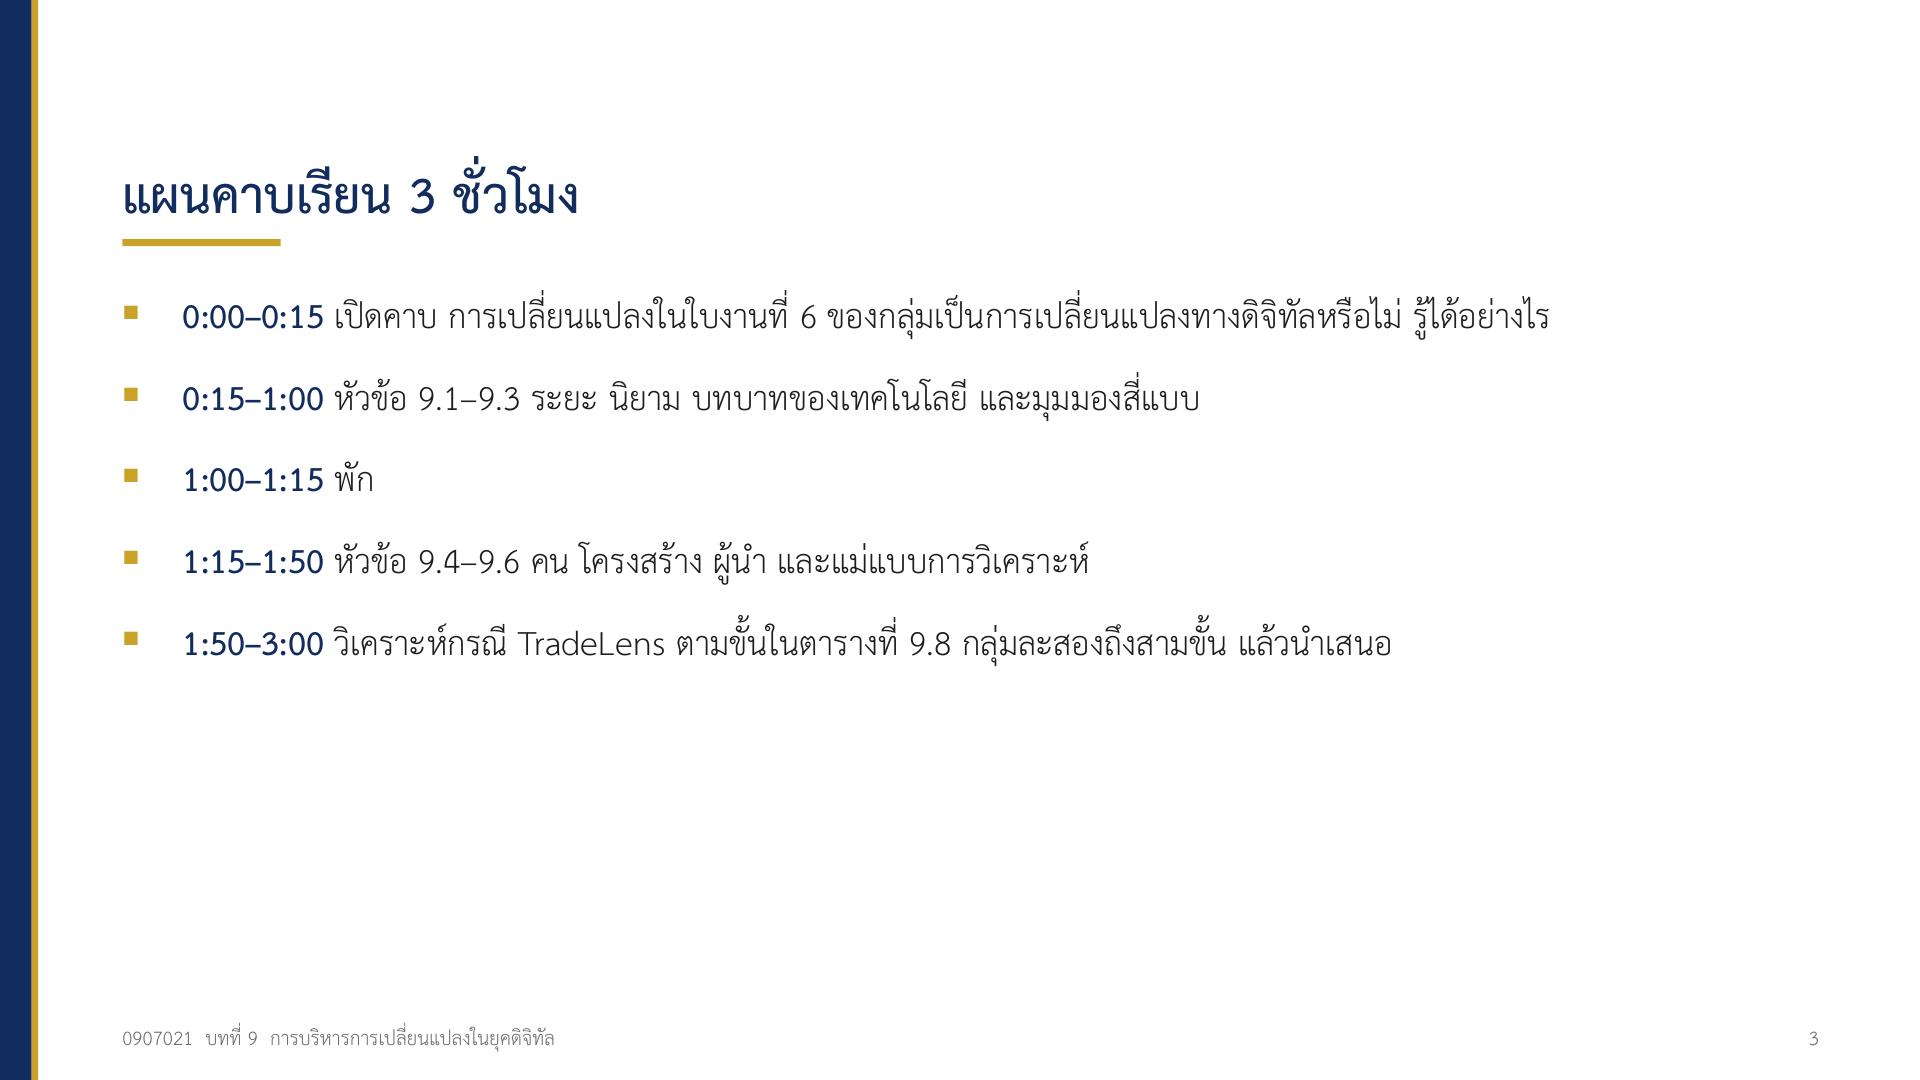 แผนคาบเรียน 3 ชั่วโมง
0:00–0:15 เปิดคาบ การเปลี่ยนแปลงในใบงานที่ 6 ของกลุ่มเป็นการเปลี่ยนแปลงทางดิจิทัลหรือไม่ รู้ได้อย่างไร
0:15–1:00 หัวข้อ 9.1–9.3 ระยะ นิยาม บทบาทของเทคโนโลยี และมุมมองสี่แบบ
1:00–1:15 พัก
1:15–1:50 หัวข้อ 9.4–9.6 คน โครงสร้าง ผู้นำ และแม่แบบการวิเคราะห์
1:50–3:00 วิเคราะห์กรณี TradeLens ตามขั้นในตารางที่ 9.8 กลุ่มละสองถึงสามขั้น แล้วนำเสนอ
0907021 บทที่ 9 การบริหารการเปลี่ยนแปลงในยุคดิจิทัล
3